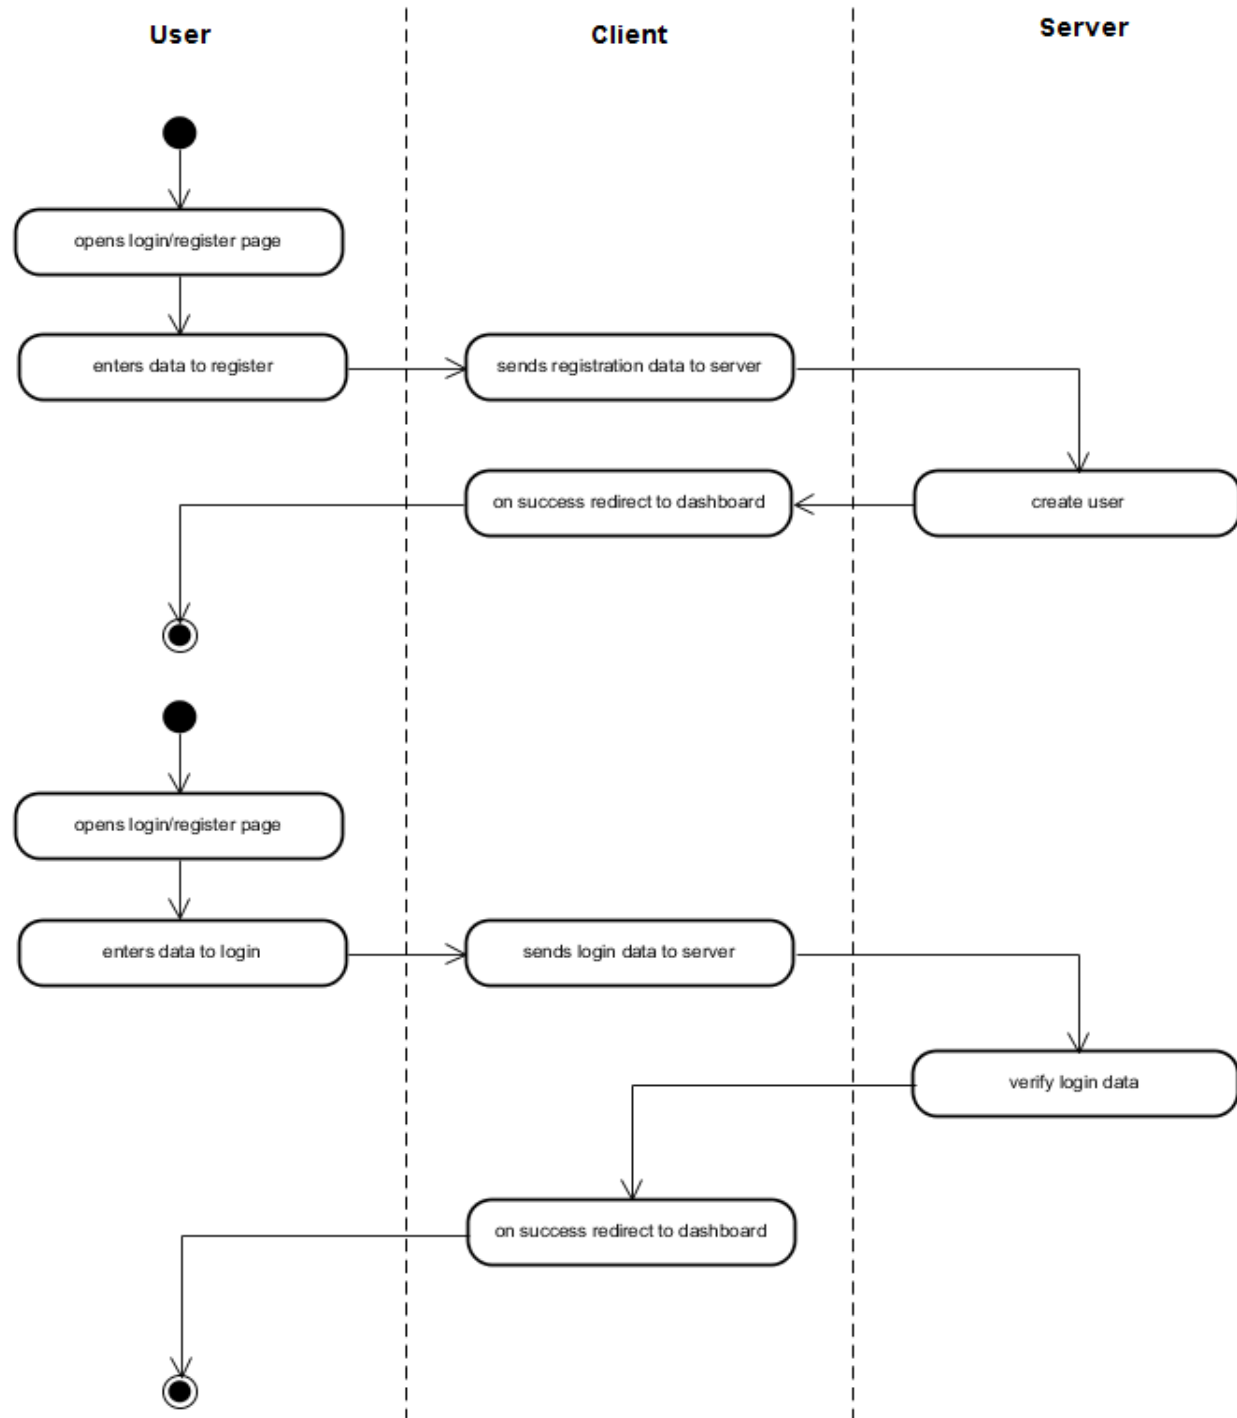 User
Client
Server
opens login/register page
enters data to register
sends registration data to server
on success redirect to dashboard
create user
opens login/register page
enters data to login
sends login data to server
verify login data
on success redirect to dashboard